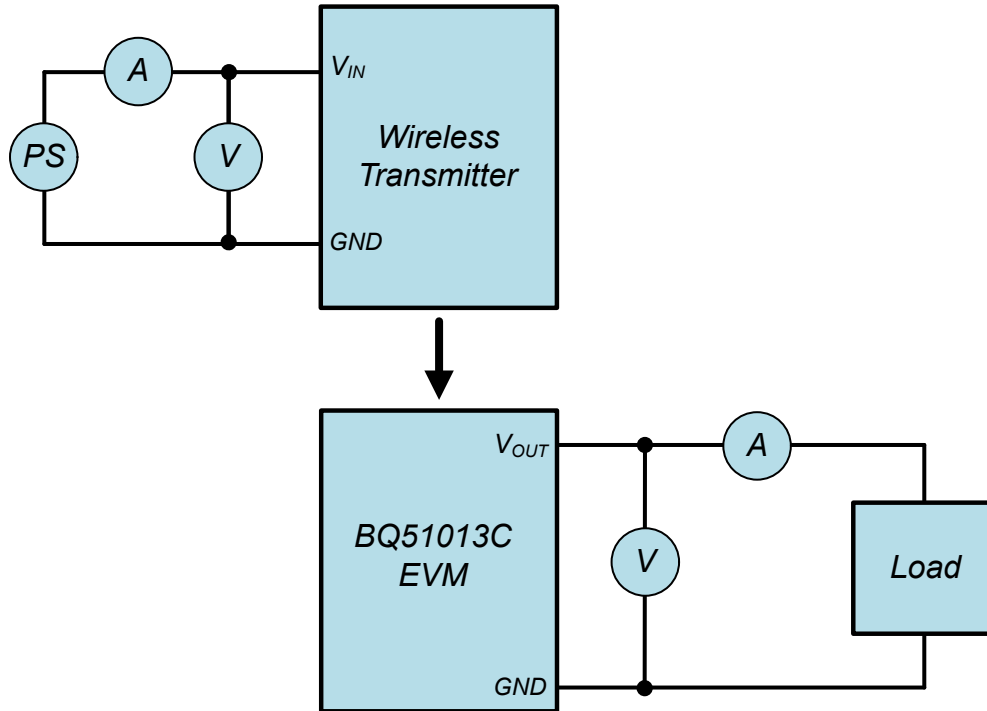 A
V_IN
PS
V
Wireless
Transmitter
GND
V_OUT
A
BQ51013C
EVM
V
Load
GND